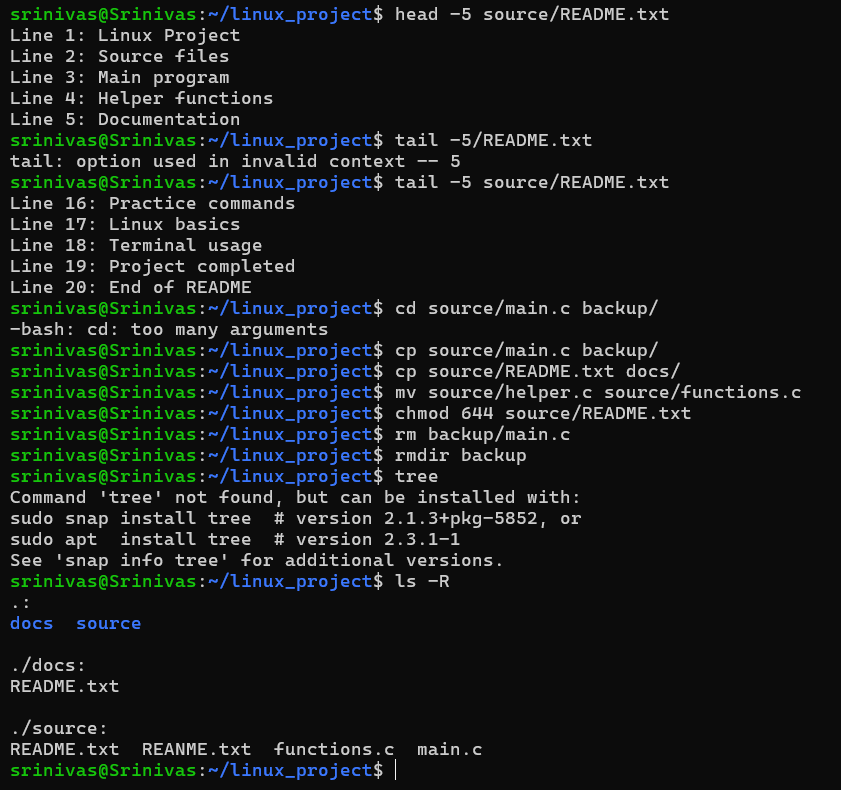 srinivas@Srinivas:~/linux_project$ head -5 source/README.txt
Line 1: Linux Project
Line 2: Source files
Line 3: Main program
Line 4: Helper functions
Line 5: Documentation
srinivas@Srinivas:~/linux_project$ tail -5/README.txt
tail: option used in invalid context -- 5
srinivas@Srinivas:~/linux_project$ tail -5 source/README.txt
Line 16: Practice commands
Line 17: Linux basics
Line 18: Terminal usage
Line 19: Project completed
Line 20: End of README
srinivas@Srinivas:~/linux_project$ cd source/main.c backup/
-bash: cd: too many arguments
srinivas@Srinivas:~/linux_project$ cp source/main.c backup/
srinivas@Srinivas:~/linux_project$ cp source/README.txt docs/
srinivas@Srinivas:~/linux_project$ mv source/helper.c source/functions.c
srinivas@Srinivas:~/linux_project$ chmod 644 source/README.txt
srinivas@Srinivas:~/linux_project$ rm backup/main.c
srinivas@Srinivas:~/linux_project$ rmdir backup
srinivas@Srinivas:~/linux_project$ tree
Command 'tree' not found, but can be installed with:
sudo snap install tree  # version 2.1.3+pkg-5852, or
sudo apt  install tree  # version 2.3.1-1
See 'snap info tree' for additional versions.
srinivas@Srinivas:~/linux_project$ ls -R
.:
docs  source

./docs:
README.txt

./source:
README.txt  REANME.txt  functions.c  main.c
srinivas@Srinivas:~/linux_project$